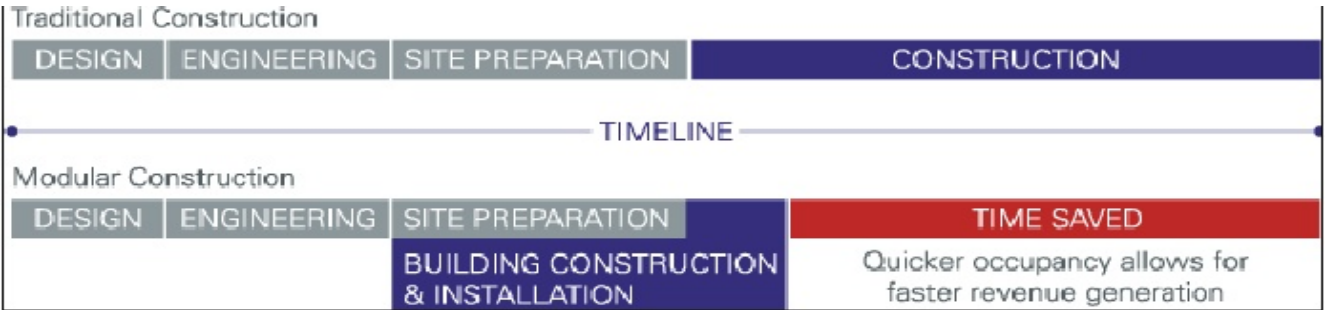 Traditional Construction
DESIGN ENGINEERING SITE PREPARATION CONSTRUCTION
TIMELINE
Modular Construction
DESIGN ENGINEERING SITE PREPARATION TIME SAVED
BUILDING CONSTRUCTION
& INSTALLATION
Quicker occupancy allows for
faster revenue generation